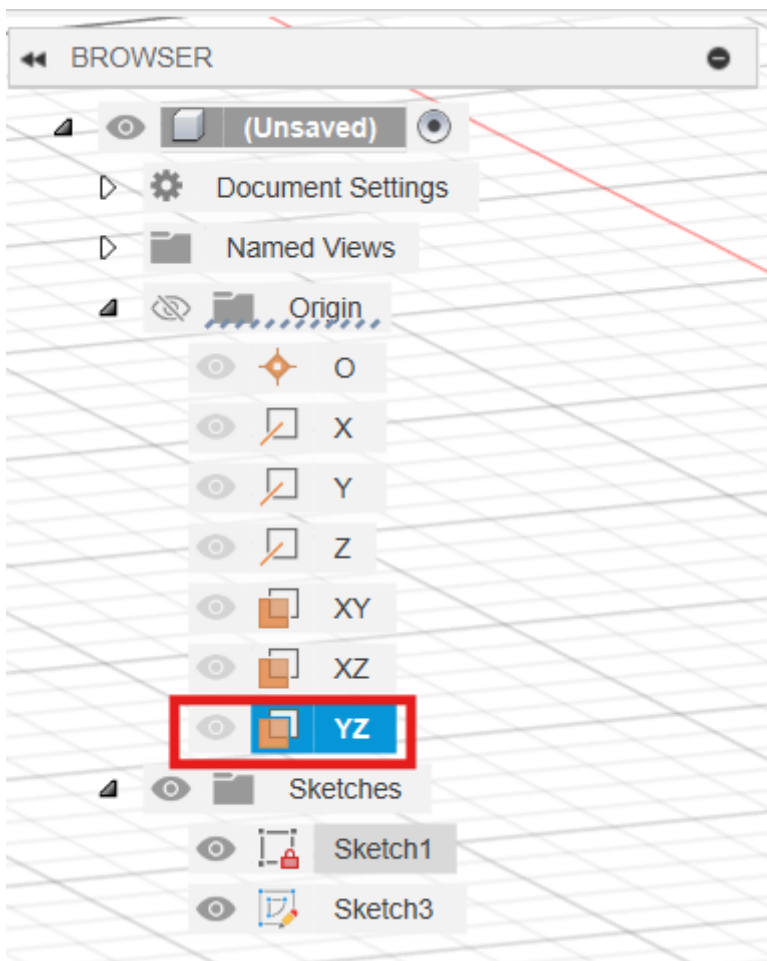 BROWSER
(Unsaved)
Document Settings
Named Views
Origin
O
X
Y
Z
XY
XZ
YZ
Sketches
Sketch1
Sketch3